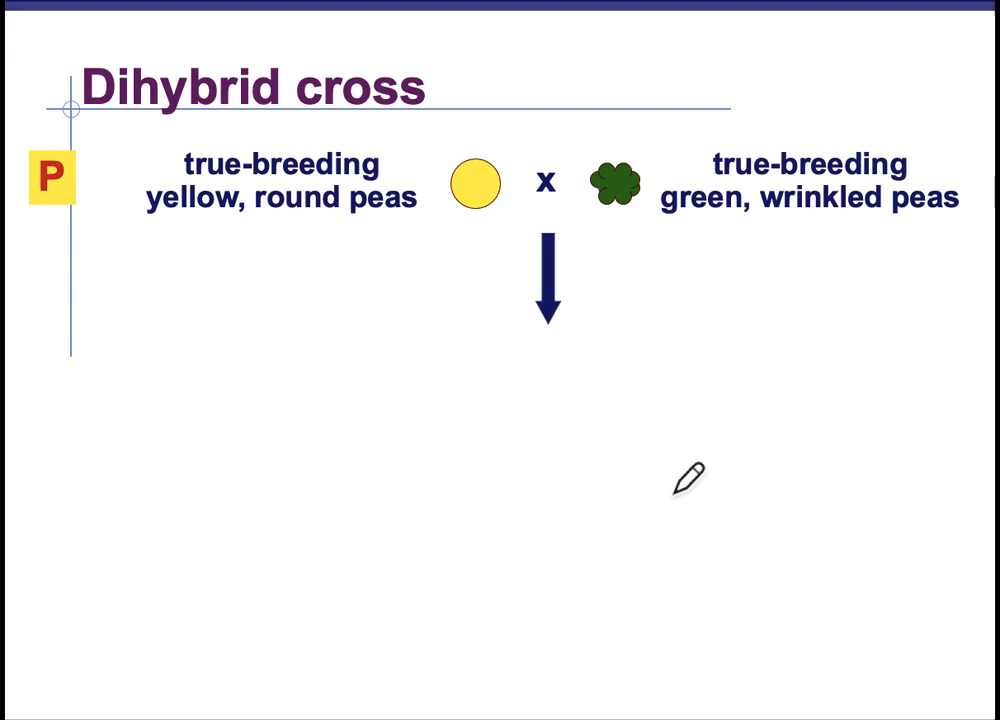 Dihybrid cross
P
true-breeding
yellow, round peas
x
true-breeding
green, wrinkled peas